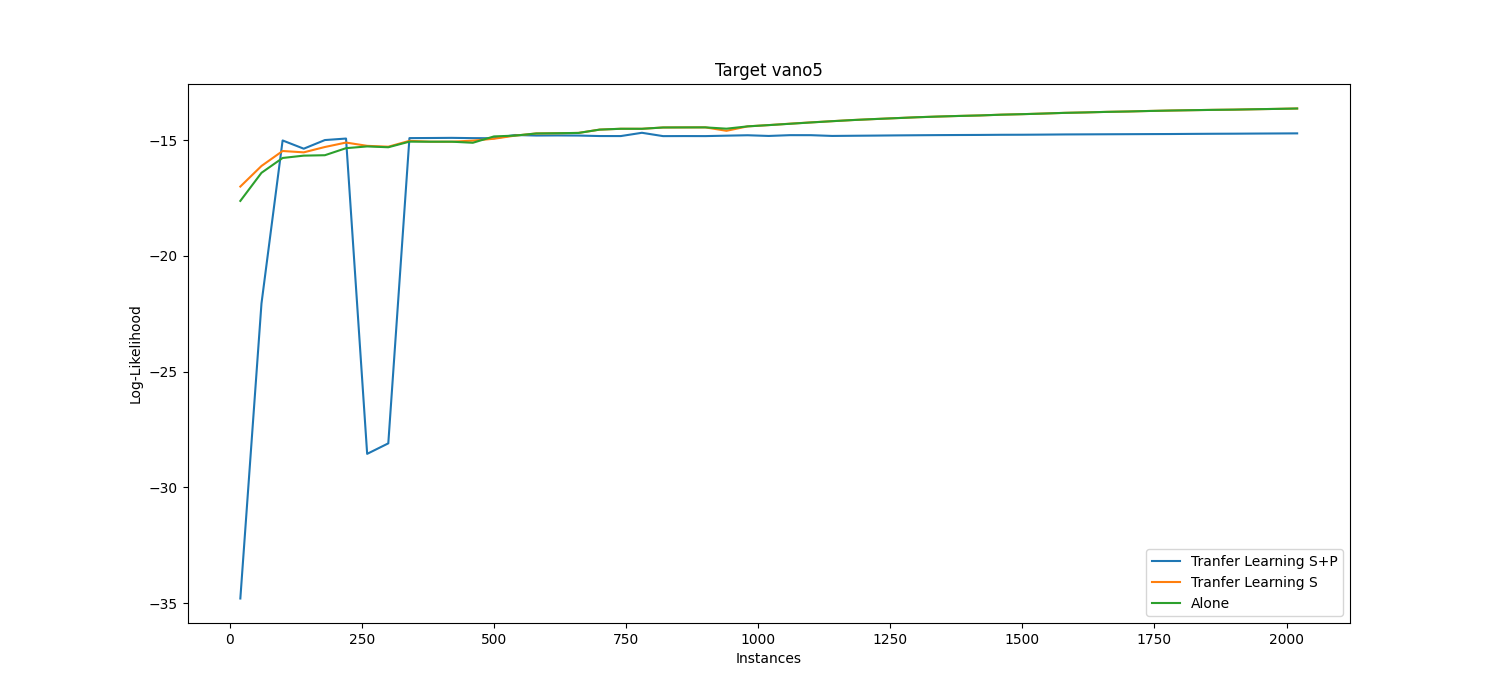 Target vano5
Log-Likelihood
−15
−20
−25
−30
−35
0 250 500 750 1000 1250 1500 1750 2000
Instances
Tranfer Learning S+P
Tranfer Learning S
Alone